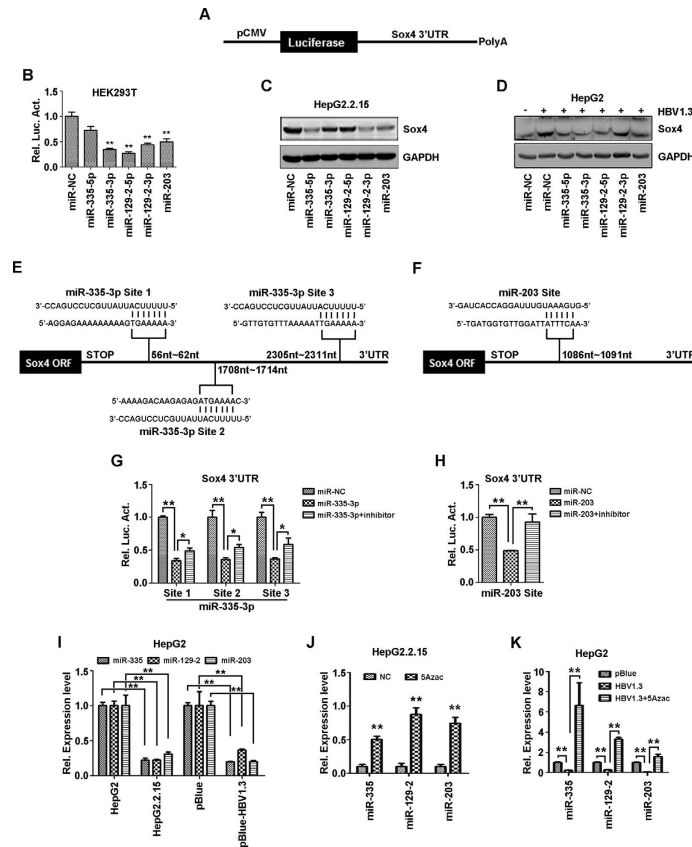 A
pCMV
Luciferase
Sox4 3'UTR
PolyA
B
HEK293T
Rel. Luc. Act.
1.5
1.0
0.5
0.0
** ** ** **
miR-NC
miR-335-5p
miR-335-3p
miR-129-2-5p
miR-129-2-3p
miR-203
C
HepG2.2.15
Sox4
GAPDH
miR-NC
miR-335-5p
miR-335-3p
miR-129-2-5p
miR-129-2-3p
miR-203
D
HepG2
- + + + + + + HBV1.3
Sox4
GAPDH
miR-NC
miR-NC
miR-335-5p
miR-335-3p
miR-129-2-5p
miR-129-2-3p
miR-203
E
miR-335-3p Site 1
3'-CCAGUCCUCGUUAUUACUUUUU-5'
5'-AGGAGAAAAAAAAAGTGAAAAA-3'
miR-335-3p Site 3
3'-CCAGUCCUCGUUAUUACUUUUU-5'
5'-GTTGTGTTTAAAAATTGAAAAA-3'
Sox4 ORF
STOP
56nt~62nt
2305nt~2311nt
3'UTR
1708nt~1714nt
5'-AAAAGACAAGAGAGATGAAAAC-3'
3'-CCAGUCCUCGUUAUUACUUUUU-5'
miR-335-3p Site 2
F
miR-203 Site
3'-GAUCACCAGGAUUUGUAAAGUG-5'
5'-TGATGGTGTTGGATTATTTCAA-3'
Sox4 ORF
STOP
1086nt~1091nt
3'UTR
G
Sox4 3'UTR
Rel. Luc. Act.
1.5
1.0
0.5
0.0
** * ** * ** *
Site 1
Site 2
Site 3
miR-335-3p
miR-NC
miR-335-3p
miR-335-3p+inhibitor
H
Sox4 3'UTR
Rel. Luc. Act.
1.5
1.0
0.5
0.0
** **
miR-203 Site
miR-NC
miR-203
miR-203+inhibitor
I
HepG2
miR-335
miR-129-2
miR-203
Rel. Expression level
1.5
1.0
0.5
0.0
** ** ** ** ** **
HepG2
HepG2.2.15
pBlue
pBlue-HBV1.3
J
HepG2.2.15
NC
5Azac
Rel. Expression level
1.5
1.0
0.5
0.0
** ** **
miR-335
miR-129-2
miR-203
K
HepG2
pBlue
HBV1.3
HBV1.3+5Azac
Rel. Expression level
10
8
6
4
2
0
** ** ** ** ** **
miR-335
miR-129-2
miR-203